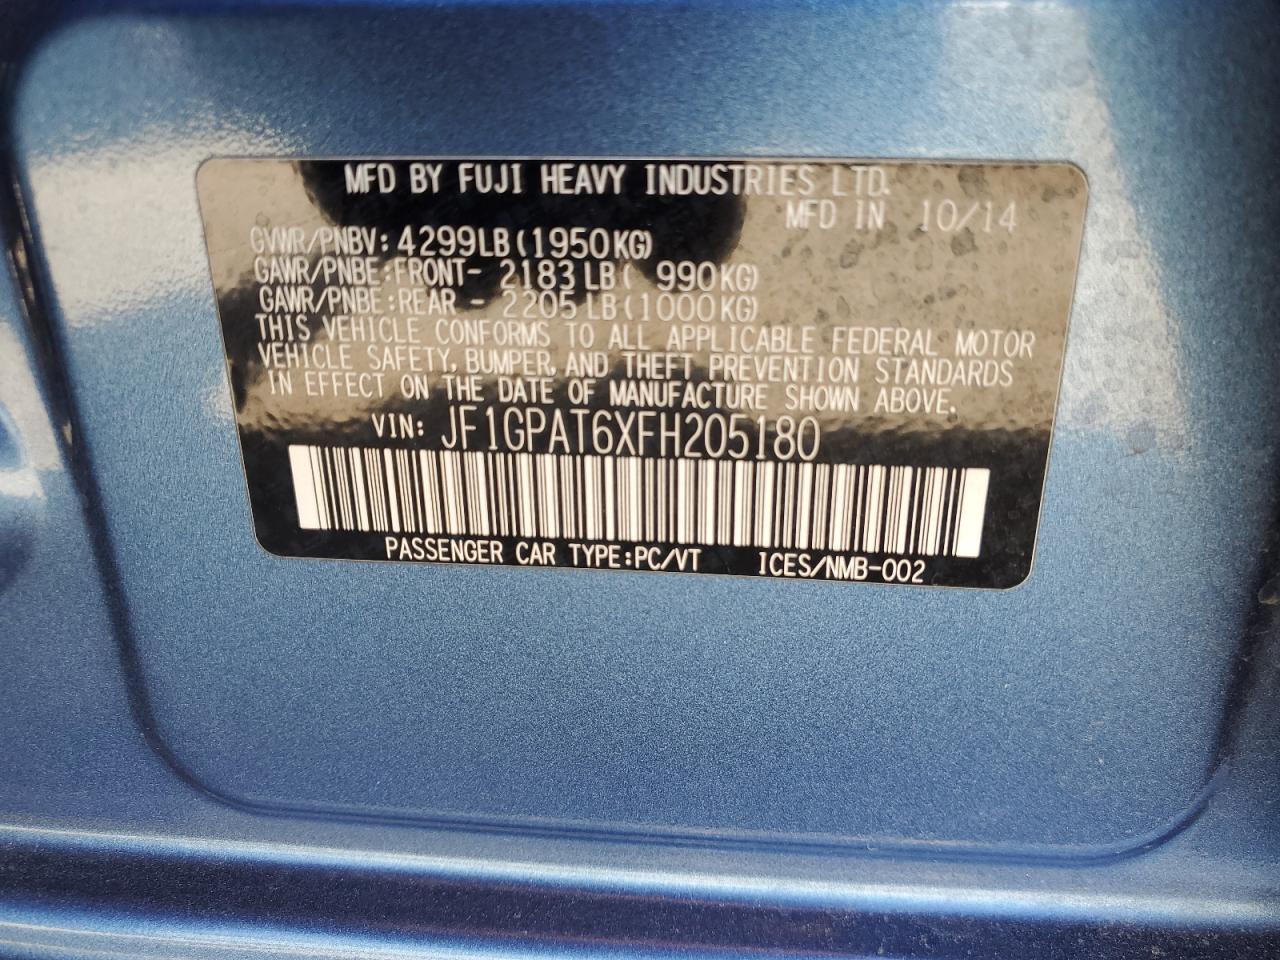 MFD BY FUJI HEAVY INDUSTRIES LTD.
MFD IN 10/14
GVWR/PNBV: 4299LB(1950KG)
GAWR/PNBE:FRONT- 2183LB( 990KG)
GAWR/PNBE:REAR - 2205LB(1000KG)
THIS VEHICLE CONFORMS TO ALL APPLICABLE FEDERAL MOTOR
VEHICLE SAFETY, BUMPER, AND THEFT PREVENTION STANDARDS
IN EFFECT ON THE DATE OF MANUFACTURE SHOWN ABOVE.
VIN: JF1GPAT6XFH205180
PASSENGER CAR TYPE:PC/VT ICES/NMB-002